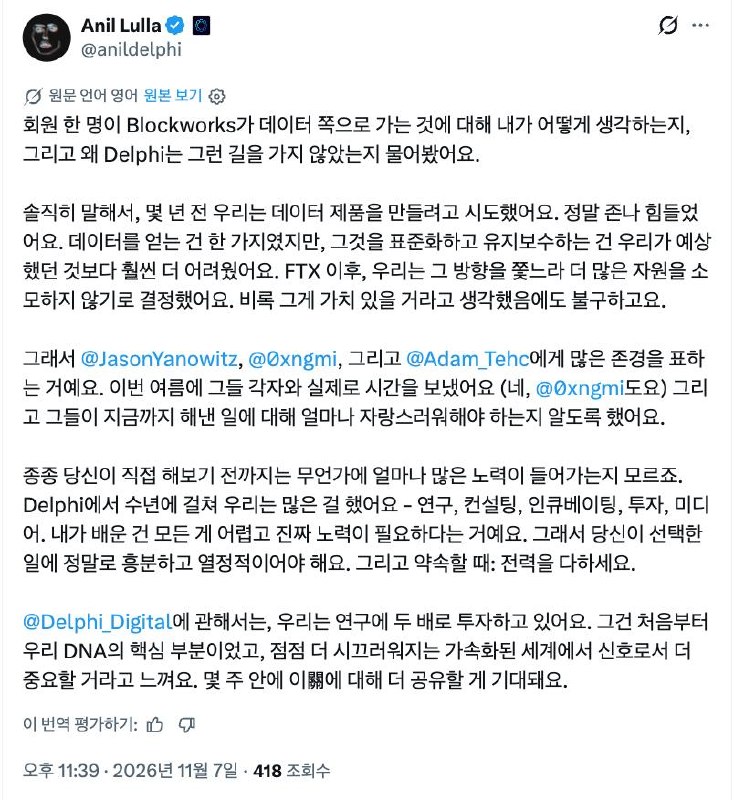 Anil Lulla
@anildelphi
원문 언어 영어 원본 보기
회원 한 명이 Blockworks가 데이터 쪽으로 가는 것에 대해 내가 어떻게 생각하는지,
그리고 왜 Delphi는 그런 길을 가지 않았는지 물어봤어요.
솔직히 말해서, 몇 년 전 우리는 데이터 제품을 만들려고 시도했어요. 정말 존나 힘들었
어요. 데이터를 얻는 건 한 가지였지만, 그것을 표준화하고 유지보수하는 건 우리가 예상
했던 것보다 훨씬 더 어려웠어요. FTX 이후, 우리는 그 방향을 쫓느라 더 많은 자원을 소
모하지 않기로 결정했어요. 비록 그게 가치 있을 거라고 생각했음에도 불구하고요.
그래서 @JasonYanowitz, @0xngmi, 그리고 @Adam_Tehc에게 많은 존경을 표하
는 거예요. 이번 여름에 그들 각자와 실제로 시간을 보냈어요 (네, @0xngmi도요) 그리
고 그들이 지금까지 해낸 일에 대해 얼마나 자랑스러워해야 하는지 알도록 했어요.
종종 당신이 직접 해보기 전까지는 무언가에 얼마나 많은 노력이 들어가는지 모르죠.
Delphi에서 수년에 걸쳐 우리는 많은 걸 했어요 – 연구, 컨설팅, 인큐베이팅, 투자, 미디
어. 내가 배운 건 모든 게 어렵고 진짜 노력이 필요하다는 거예요. 그래서 당신이 선택한
일에 정말로 흥분하고 열정적이어야 해요. 그리고 약속할 때: 전력을 다하세요.
@Delphi_Digital에 관해서는, 우리는 연구에 두 배로 투자하고 있어요. 그건 처음부터
우리 DNA의 핵심 부분이었고, 점점 더 시끄러워지는 가속화된 세계에서 신호로서 더
중요할 거라고 느껴요. 몇 주 안에 이關에 대해 더 공유할 게 기대돼요.
이 번역 평가하기:
오후 11:39 · 2026년 11월 7일 · 418 조회수